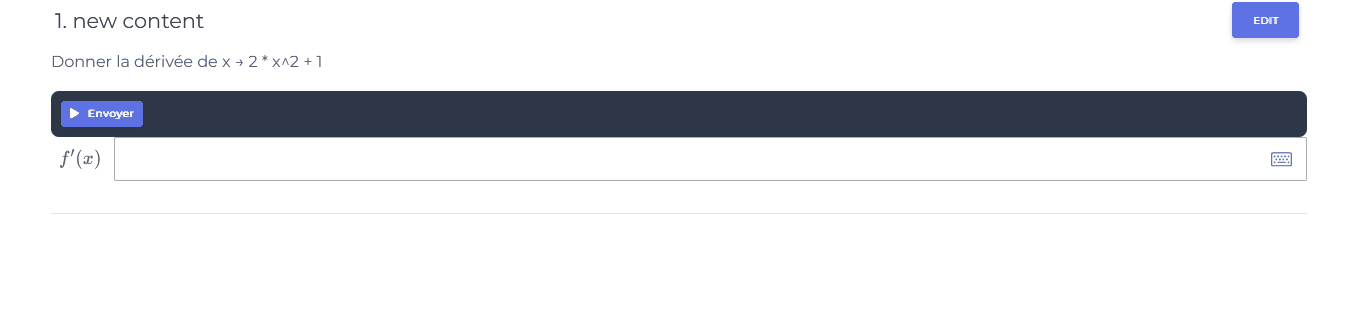 1. new content
EDIT
Donner la dérivée de x → 2 * x^2 + 1
Envoyer
f′(x)